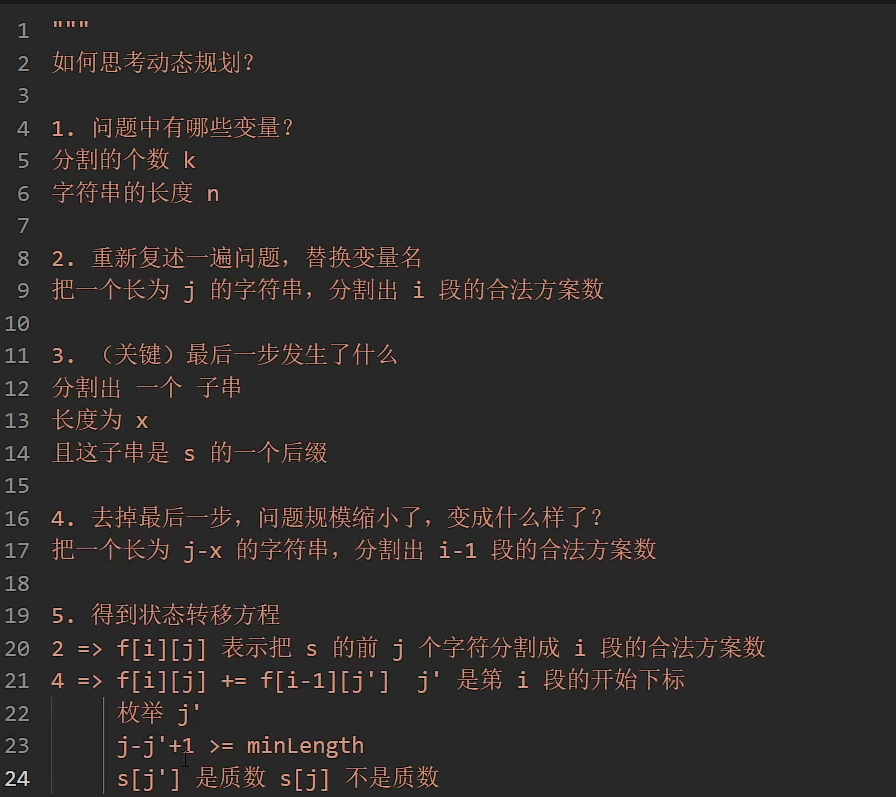 1 """
2 如何思考动态规划?
3
4 1. 问题中有哪些变量?
5 分割的个数 k
6 字符串的长度 n
7
8 2. 重新复述一遍问题，替换变量名
9 把一个长为 j 的字符串，分割出 i 段的合法方案数
10
11 3. （关键）最后一步发生了什么
12 分割出 一个 子串
13 长度为 x
14 且这子串是 s 的一个后缀
15
16 4. 去掉最后一步，问题规模缩小了，变成什么样了?
17 把一个长为 j-x 的字符串，分割出 i-1 段的合法方案数
18
19 5. 得到状态转移方程
20 2 => f[i][j] 表示把 s 的前 j 个字符分割成 i 段的合法方案数
21 4 => f[i][j] += f[i-1][j'] j' 是第 i 段的开始下标
22 枚举 j'
23 j-j'+1 >= minLength
24 s[j'] 是质数 s[j] 不是质数